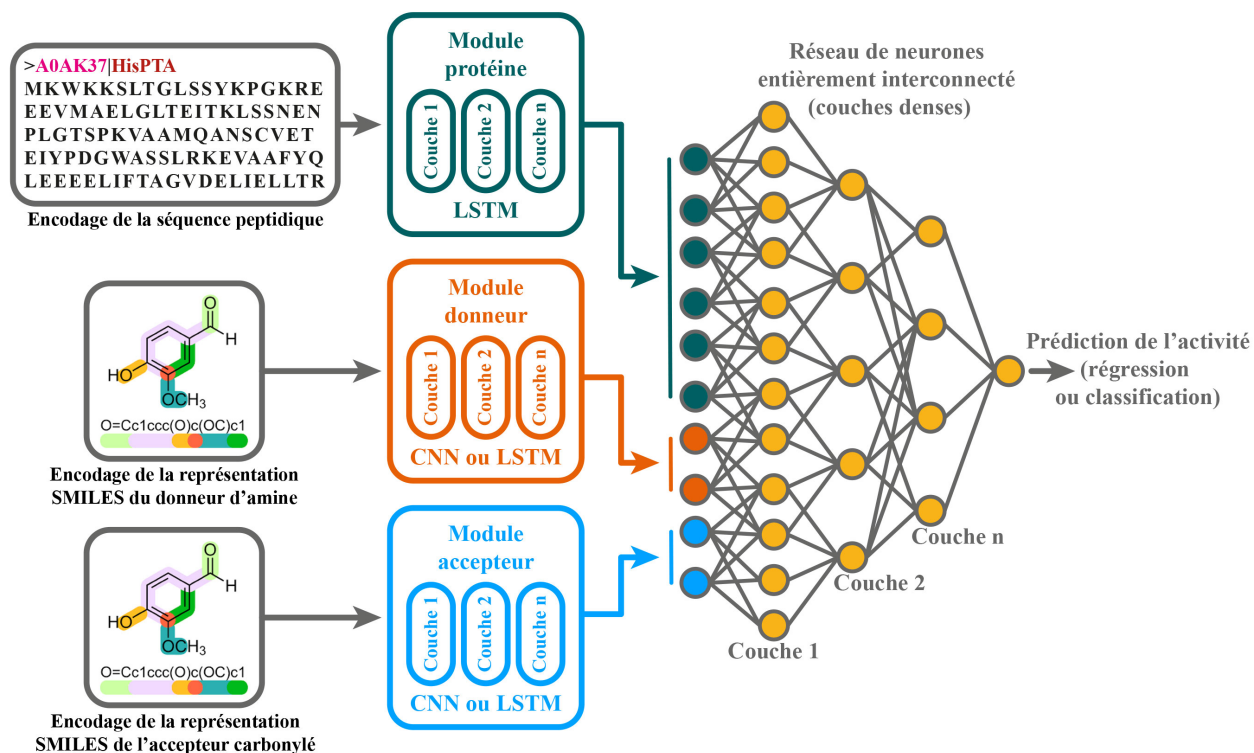 >A0AK37|HisPTA
MKWKKSLTGLSSYKPGKRE
EEVMAELGLTEITKLSSNEN
PLGTSPKVAAMQANSCVET
EIYPDGWASSLRKEVAAFYQ
LEEEELIFTAGVDELIELLTR
Encodage de la séquence peptidique
Module
protéine
Couche 1
Couche 2
Couche n
LSTM
O
H
HO
OCH3
O=Cc1ccc(O)c(OC)c1
Encodage de la représentation
SMILES du donneur d'amine
Module
donneur
Couche 1
Couche 2
Couche n
CNN ou LSTM
O
H
HO
OCH3
O=Cc1ccc(O)c(OC)c1
Encodage de la représentation
SMILES de l'accepteur carbonylé
Module
accepteur
Couche 1
Couche 2
Couche n
CNN ou LSTM
Réseau de neurones
entièrement interconnecté
(couches denses)
Couche 1
Couche 2
Couche n
Prédiction de l'activité
(régression
ou classification)